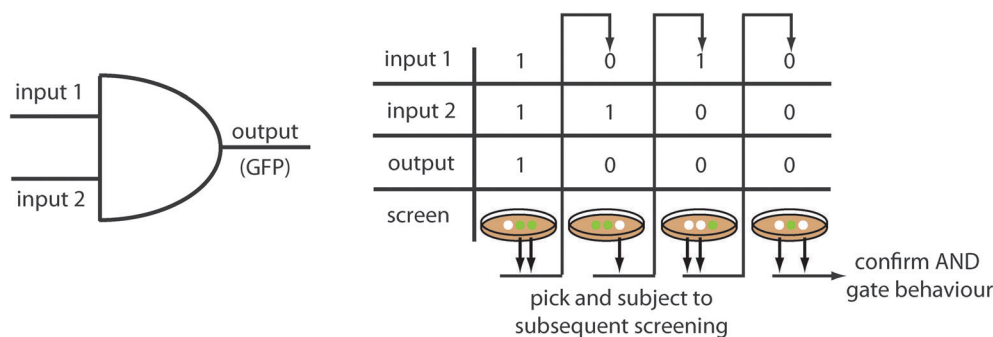 input 1
input 2
output
(GFP)
input 1 1 0 1 0
input 2 1 1 0 0
output 1 0 0 0
screen
pick and subject to
subsequent screening
confirm AND
gate behaviour